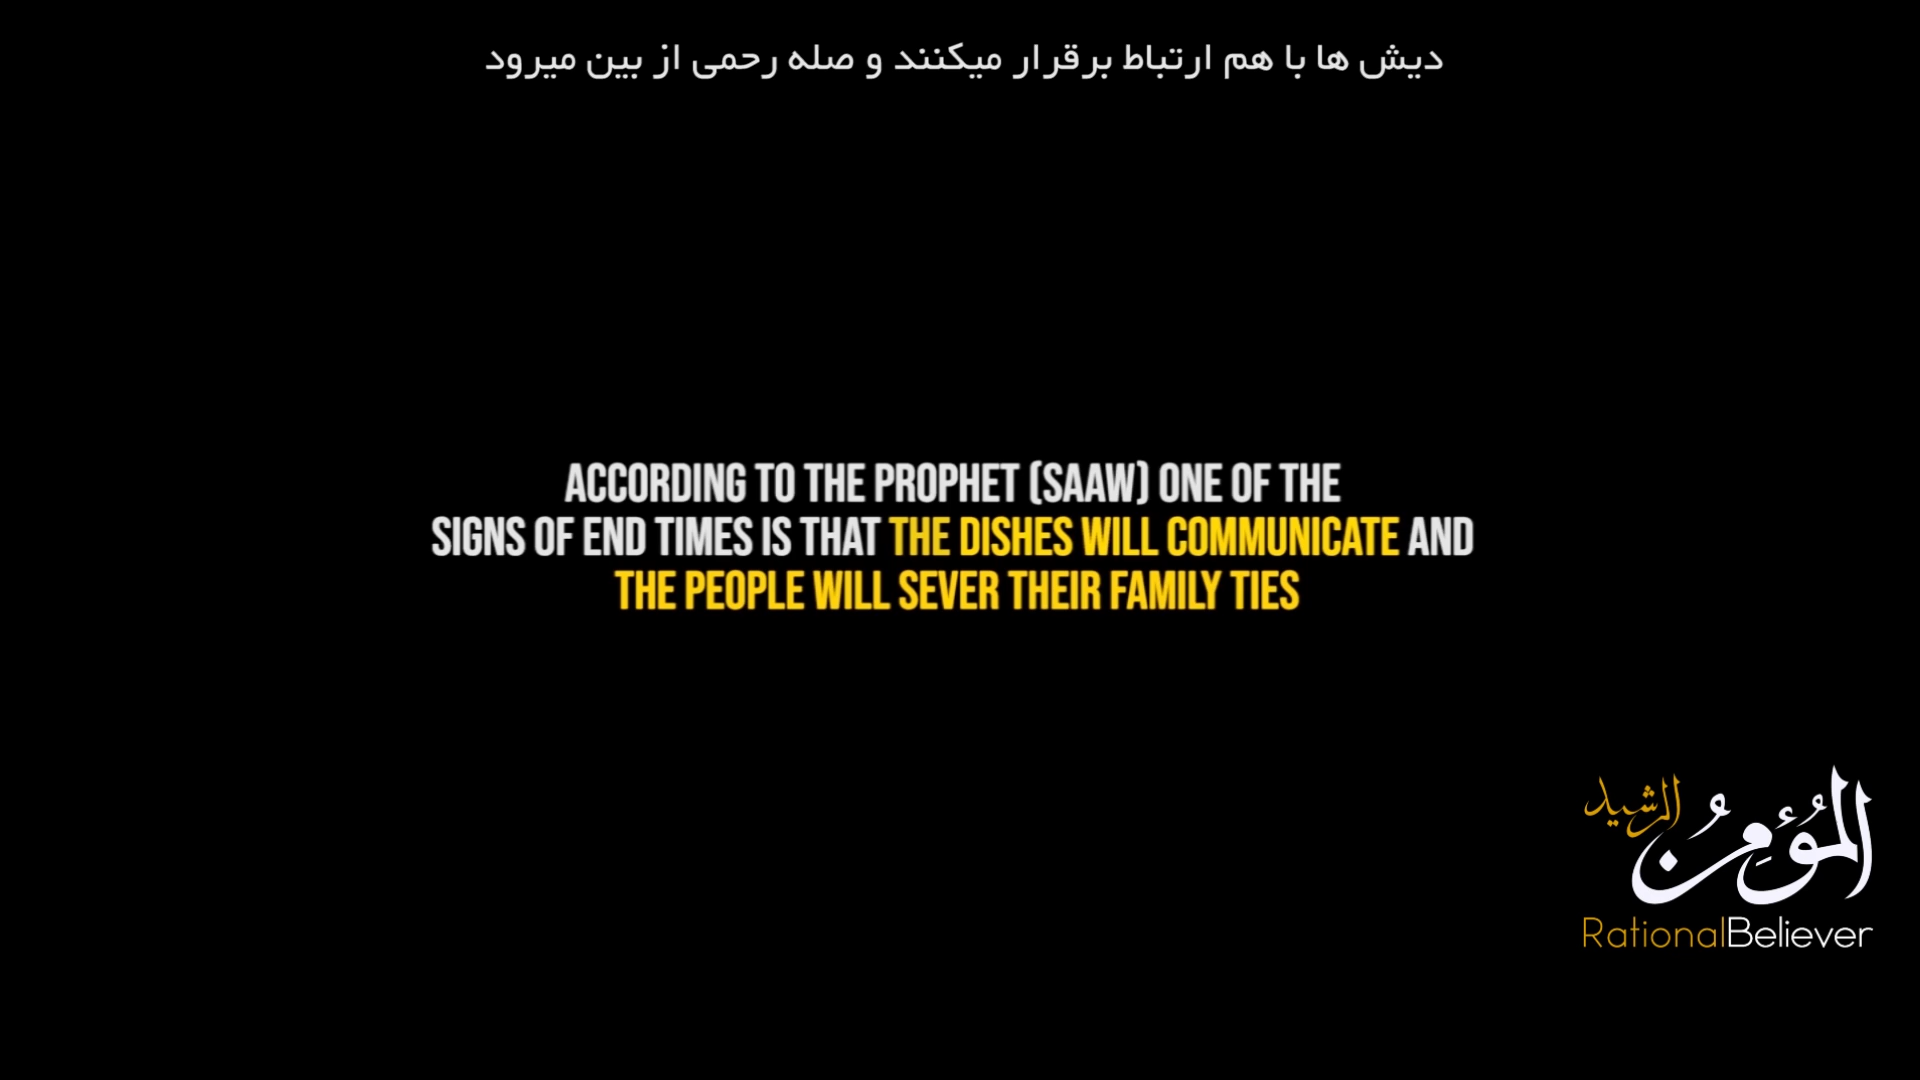 دیش ها با هم ارتباط برقرار میکنند و صله رحمی از بین میرود
ACCORDING TO THE PROPHET (SAAW) ONE OF THE
SIGNS OF END TIMES IS THAT THE DISHES WILL COMMUNICATE AND
THE PEOPLE WILL SEVER THEIR FAMILY TIES
المُؤَمِنُ الرشيد
RationalBeliever